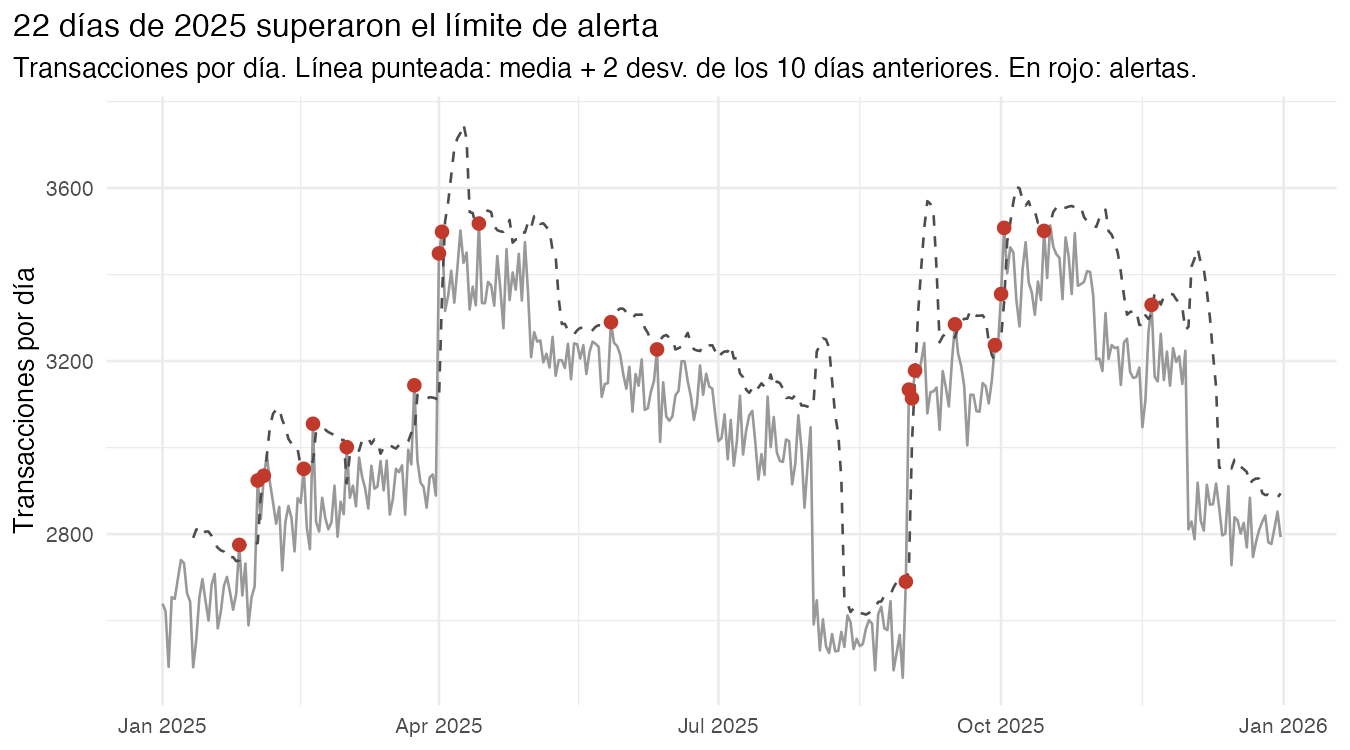 22 días de 2025 superaron el límite de alerta
Transacciones por día. Línea punteada: media + 2 desv. de los 10 días anteriores. En rojo: alertas.
Transacciones por día
3600
3200
2800
Jan 2025
Apr 2025
Jul 2025
Oct 2025
Jan 2026